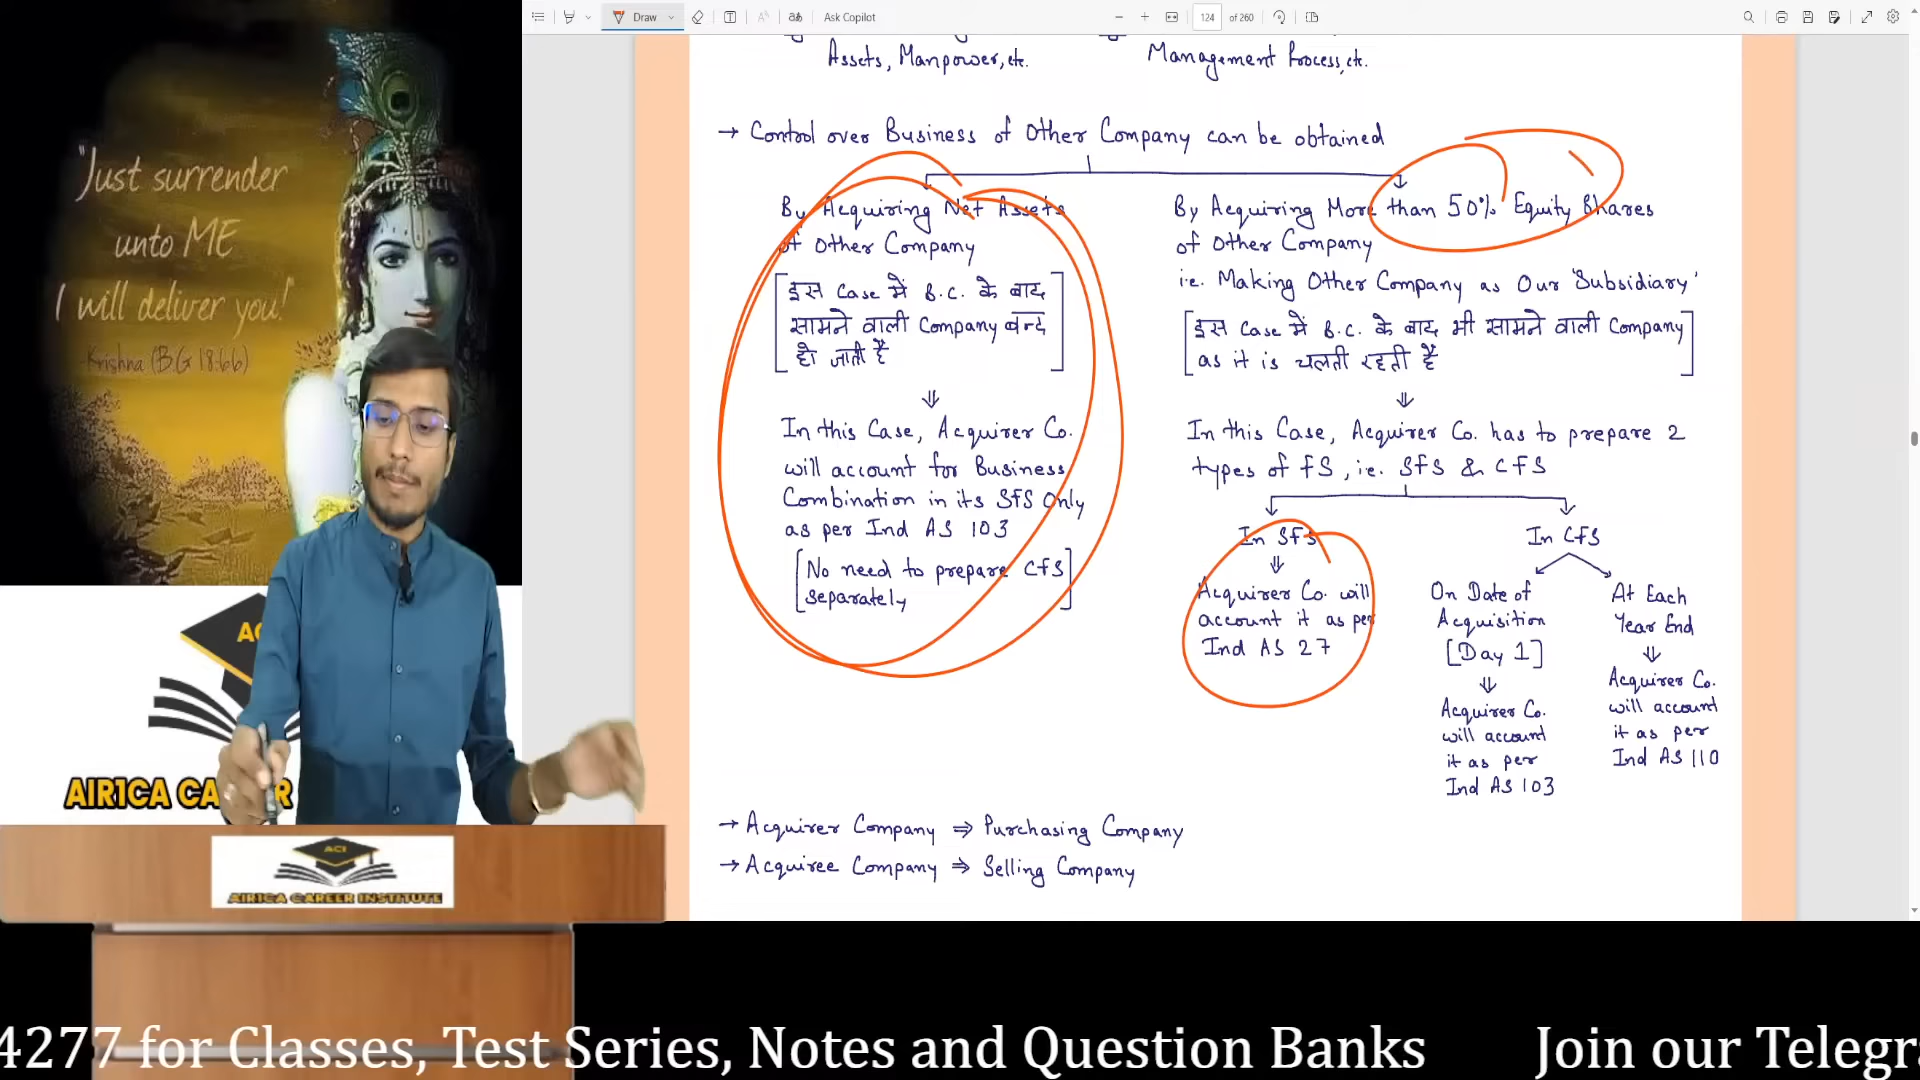 "Just surrender
unto ME
I will deliver you!"
-Krishna (B.G 18:66)
AIR1CA CA
R
ACI
AIR1CA CAREER INSTITUTE
Draw
Ask Copilot
124
of 260
Assets, Manpower, etc.
Management Process, etc.
→ Control over Business of Other Company can be obtained
By Acquiring Net Assets
of Other Company
[इस Case में B.C. के बाद
सामने वाली Company बन्द
हो जाती है]
⇓
In this Case, Acquirer Co.
will account for Business
Combination in its SFS Only
as per Ind AS 103
[No need to prepare CFS
separately]
By Acquiring More than 50% Equity Shares
of Other Company
i.e. Making Other Company as Our 'Subsidiary'
[इस Case में B.C. के बाद भी सामने वाली Company
as it is चलती रहती है]
⇓
In this Case, Acquirer Co. has to prepare 2
types of FS, i.e. SFS & CFS
In SFS
⇓
Acquirer Co. will
account it as per
Ind AS 27
In CFS
On Date of
Acquisition
[Day 1]
⇓
Acquirer Co.
will account
it as per
Ind AS 103
At Each
Year End
⇓
Acquirer Co.
will account
it as per
Ind AS 110
→ Acquirer Company ⇒ Purchasing Company
→ Acquiree Company ⇒ Selling Company
4277 for Classes, Test Series, Notes and Question Banks
Join our Telegr